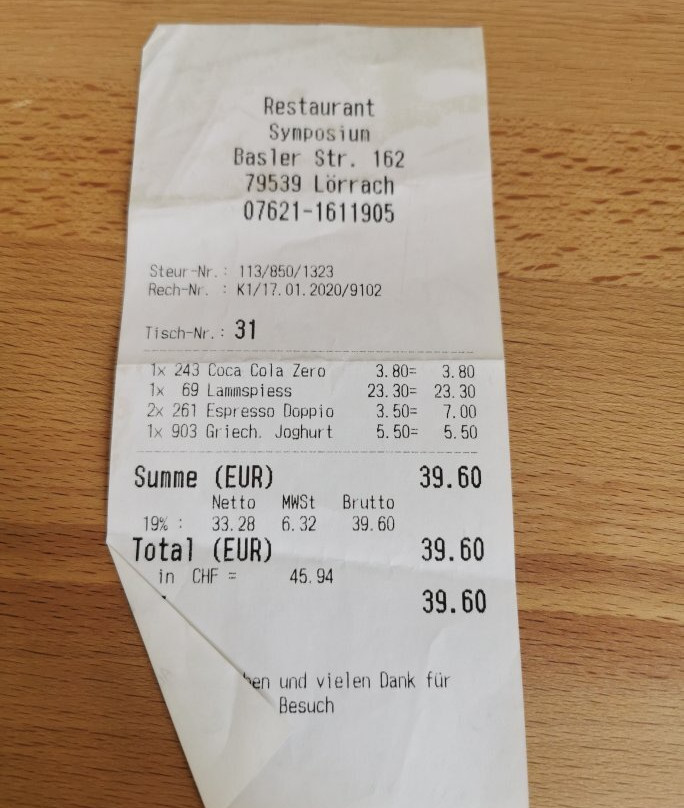 Restaurant
Symposium
Basler Str. 162
79539 Lörrach
07621-1611905
Steur-Nr.: 113/850/1323
Rech-Nr. : K1/17.01.2020/9102
Tisch-Nr.: 31
1x 243 Coca Cola Zero 3.80= 3.80
1x 69 Lammspiess 23.30= 23.30
2x 261 Espresso Doppio 3.50= 7.00
1x 903 Griech. Joghurt 5.50= 5.50
Summe (EUR) 39.60
Netto MWSt Brutto
19% : 33.28 6.32 39.60
Total (EUR) 39.60
in CHF = 45.94
39.60
und vielen Dank für
Besuch